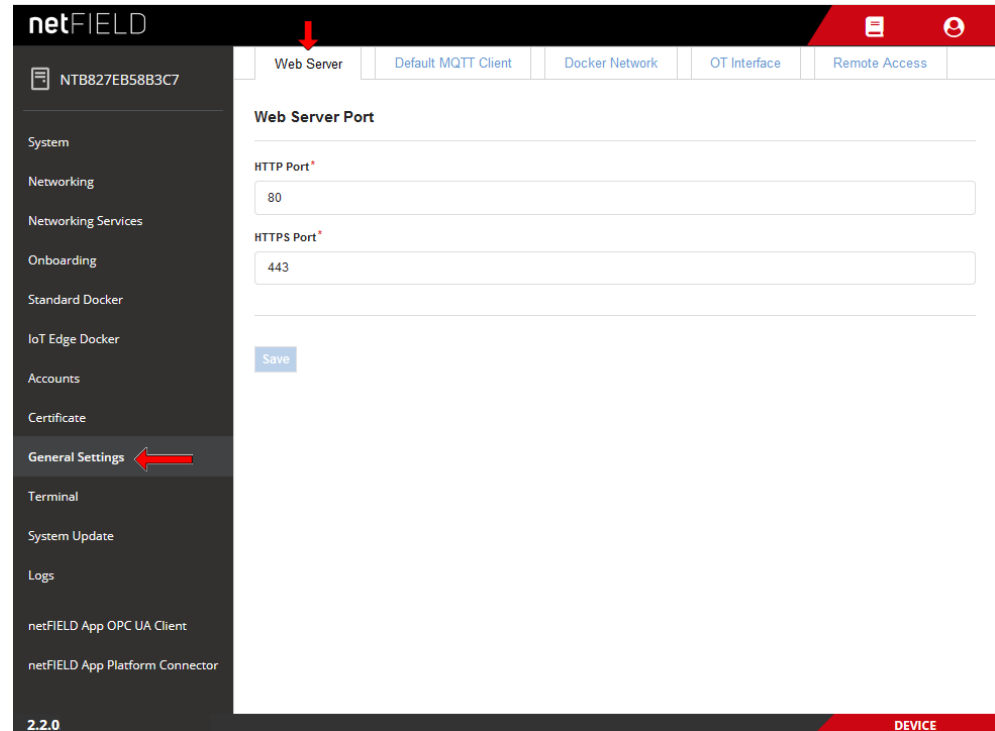 netFIELD
NTB827EB58B3C7
System
Networking
Networking Services
Onboarding
Standard Docker
IoT Edge Docker
Accounts
Certificate
General Settings
Terminal
System Update
Logs
netFIELD App OPC UA Client
netFIELD App Platform Connector
2.2.0
Web Server
Default MQTT Client
Docker Network
OT Interface
Remote Access
Web Server Port
HTTP Port*
80
HTTPS Port*
443
Save
DEVICE